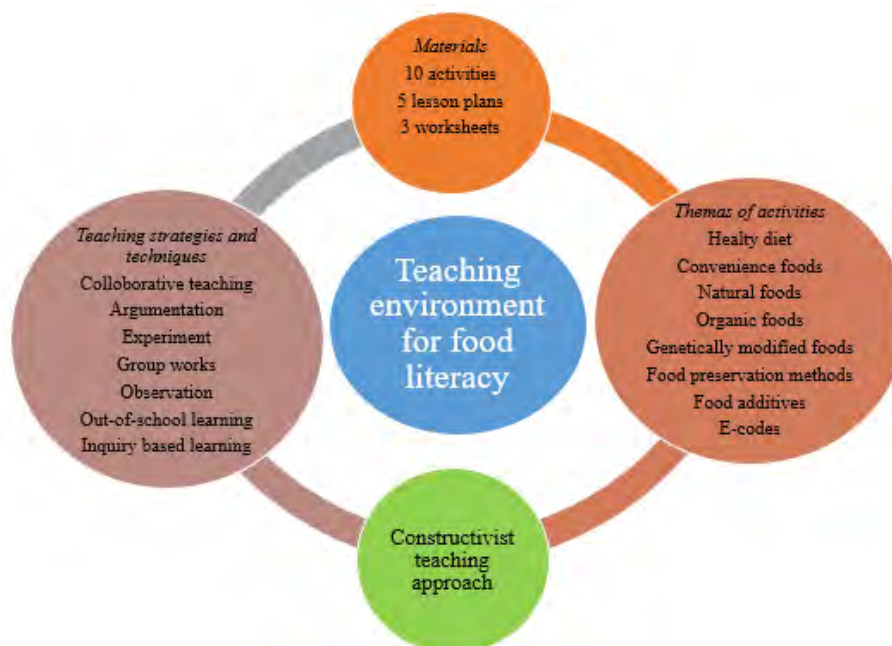 Materials
10 activities
5 lesson plans
3 worksheets
Teaching strategies and
techniques
Colloborative teaching
Argumentation
Experiment
Group works
Observation
Out-of-school learning
Inquiry based learning
Teaching
environment
for food
literacy
Themas of activities
Healty diet
Convenience foods
Natural foods
Organic foods
Genetically modified foods
Food preservation methods
Food additives
E-codes
Constructivist
teaching
approach